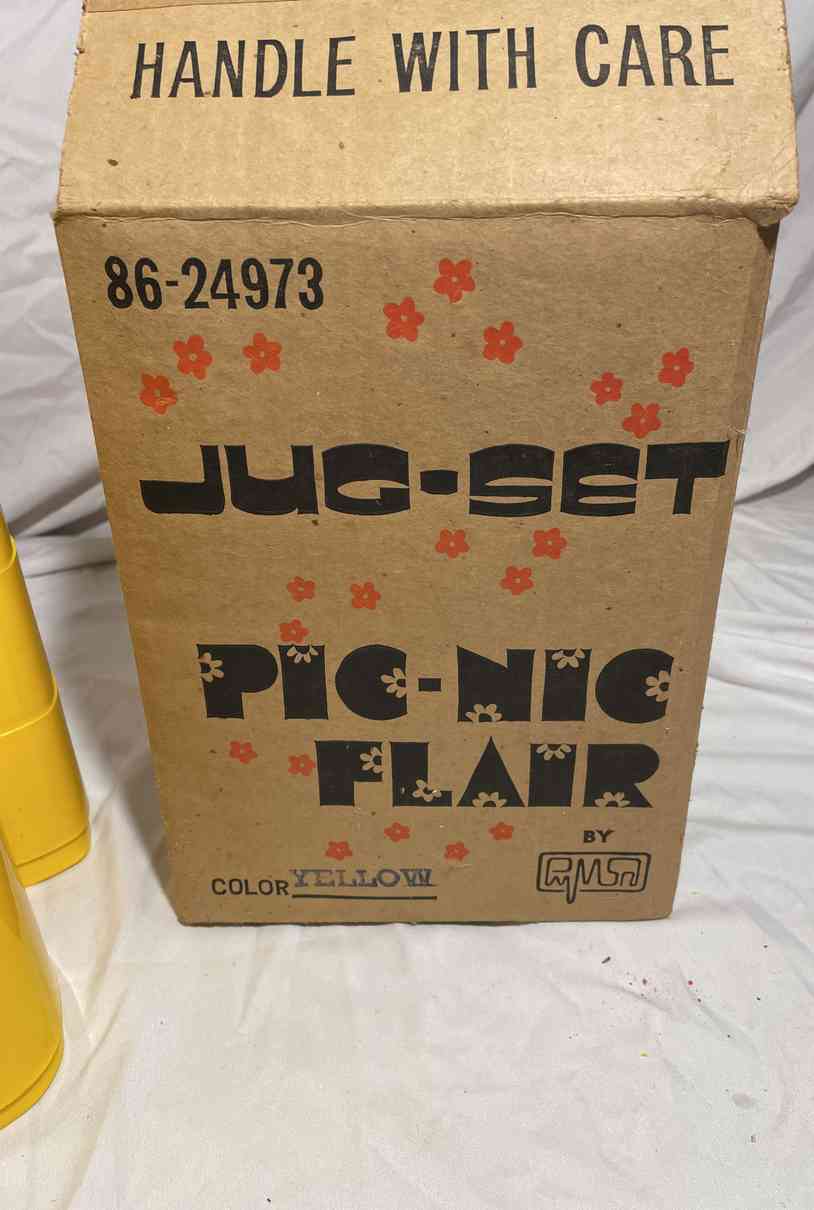 HANDLE WITH CARE
86-24973
JUG-SET
PIC-NIC
FLAIR
BY
COLOR YELLOW